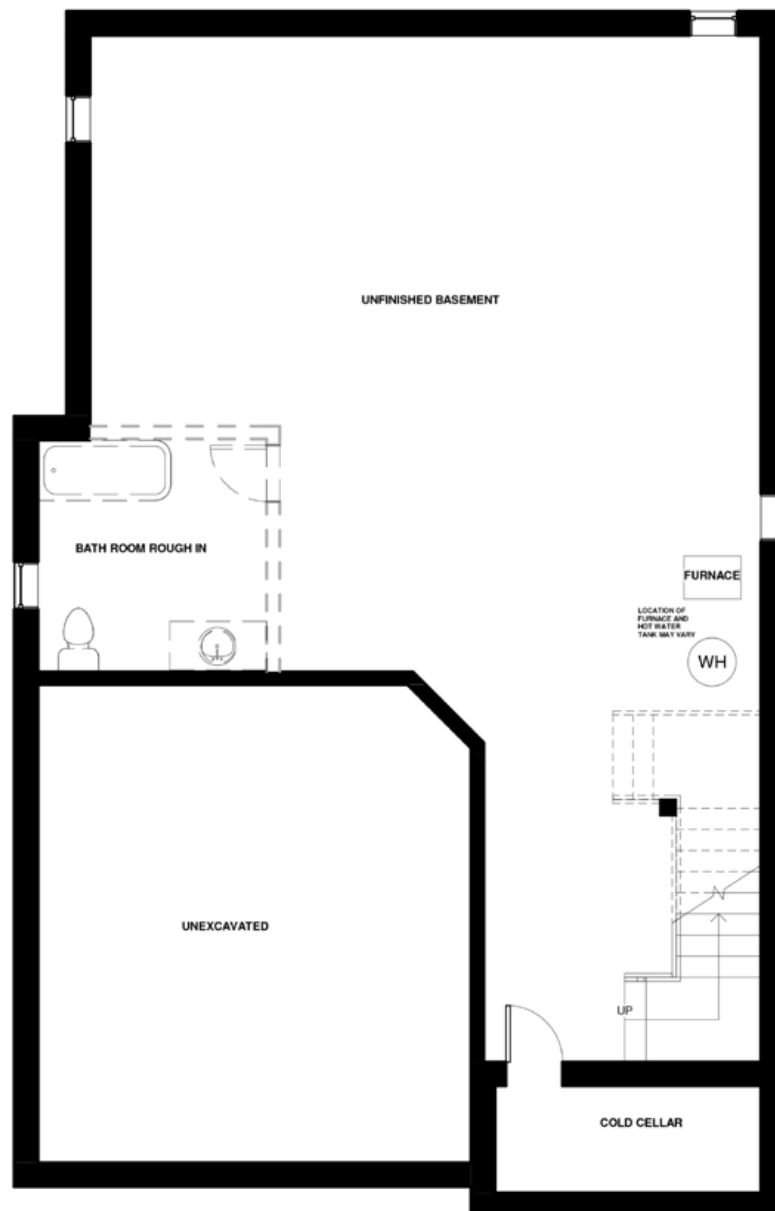 UNFINISHED BASEMENT
BATH ROOM ROUGH IN
FURNACE
LOCATION OF
FURNACE AND
HOT WATER
TANK MAY VARY
WH
UNEXCAVATED
UP
COLD CELLAR